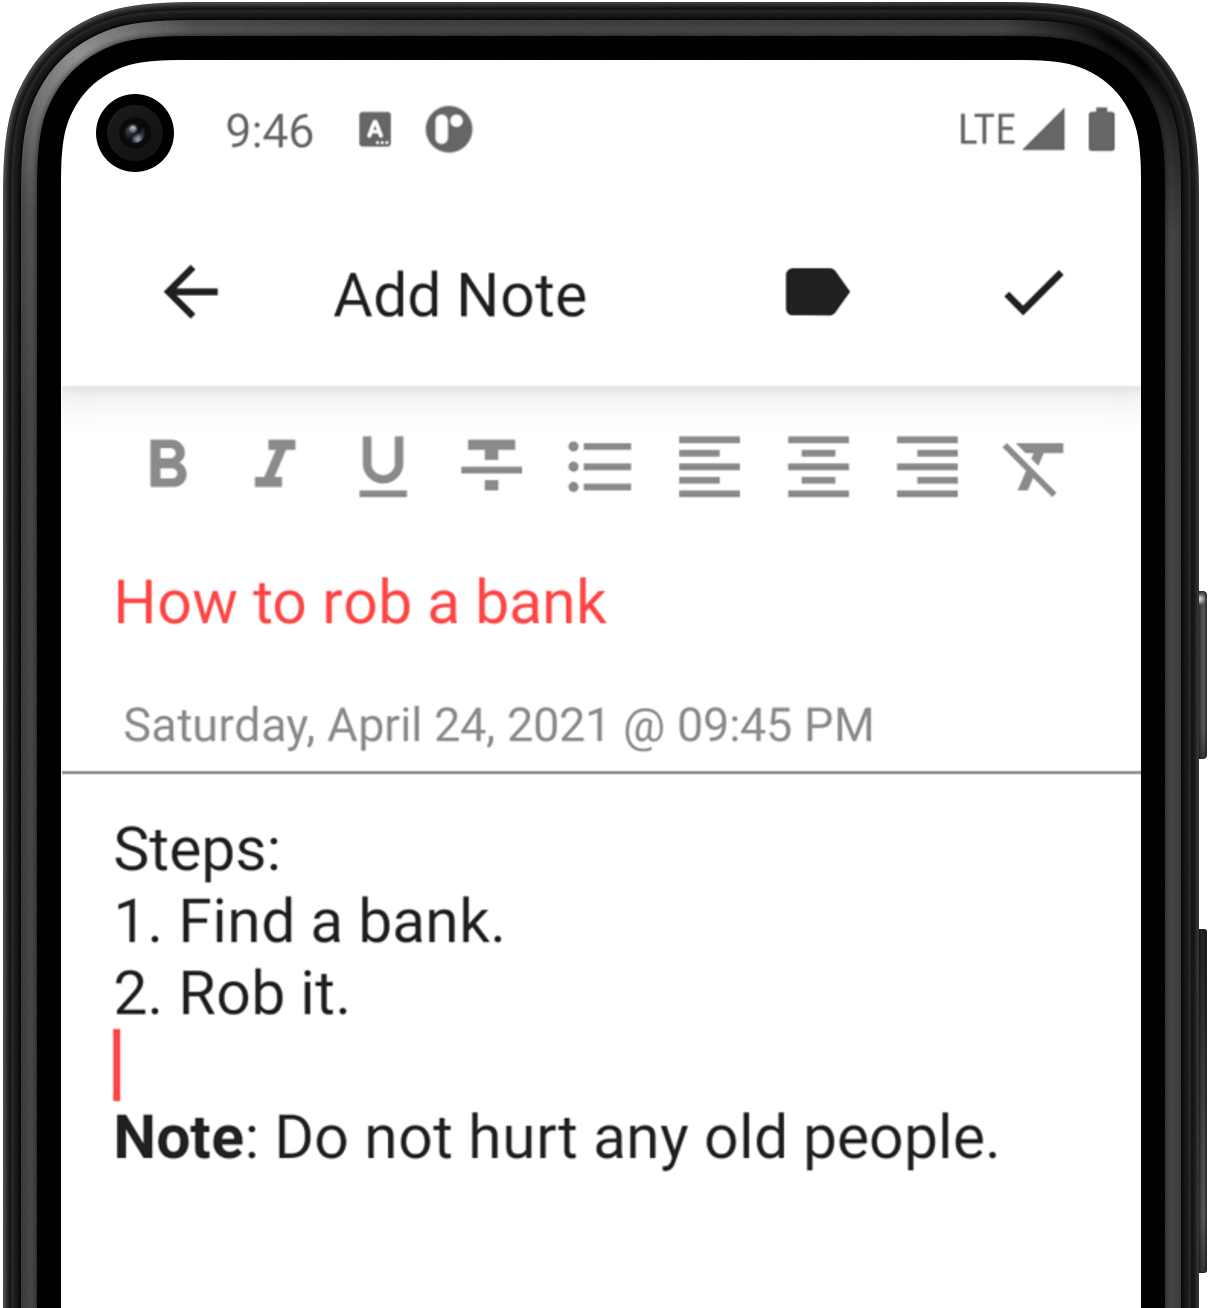 9:46 A LTE
Add Note
B I U T
How to rob a bank
Saturday, April 24, 2021 @ 09:45 PM
Steps:
1. Find a bank.
2. Rob it.
Note: Do not hurt any old people.